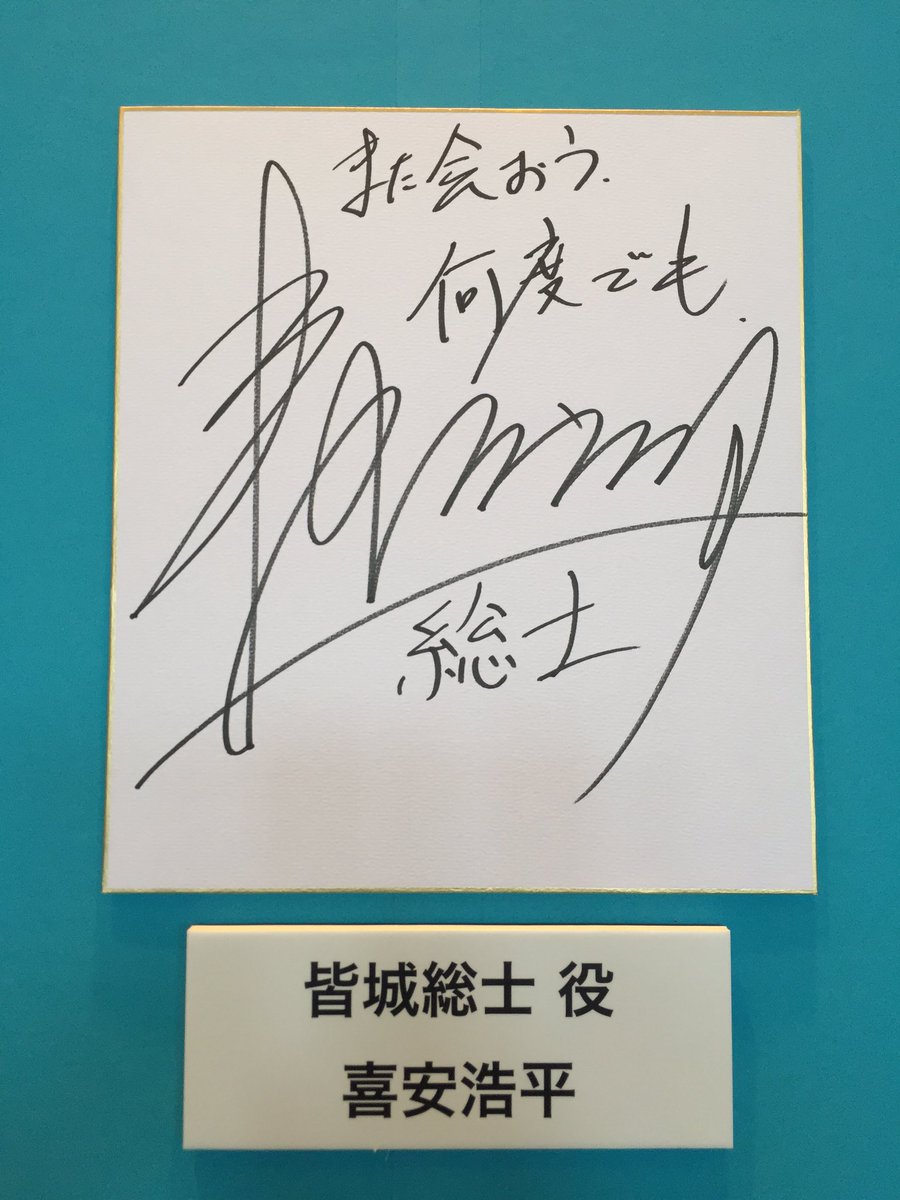 また会おう.
何度でも.
総士
皆城総士 役
喜安浩平